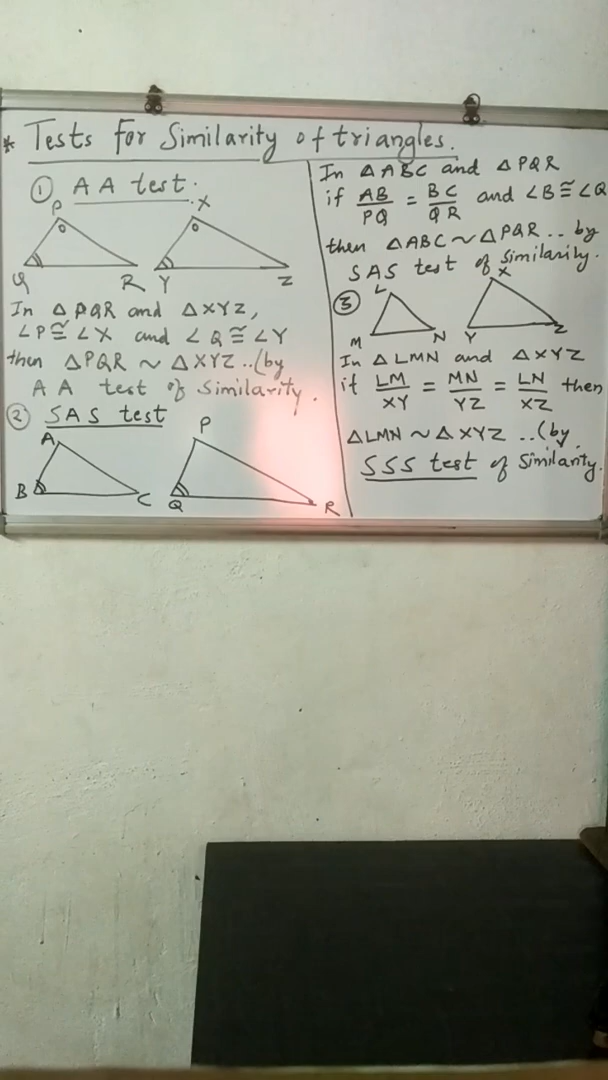 * Tests for Similarity of triangles.
① AA test.
P
X
Q
R
Y
Z
In △PQR and △XYZ,
∠P ≅ ∠X and ∠Q ≅ ∠Y
then △PQR ~ △XYZ ..(by
AA test of Similarity.
② SAS test
A
P
B
C
Q
R
In △ABC and △PQR
if AB/PQ = BC/QR and ∠B ≅ ∠Q
then △ABC ~ △PQR .. by
SAS test of similarity.
③
L
X
M
N
Y
Z
In △LMN and △XYZ
if LM/XY = MN/YZ = LN/XZ then
△LMN ~ △XYZ ..(by
SSS test of Similarity.